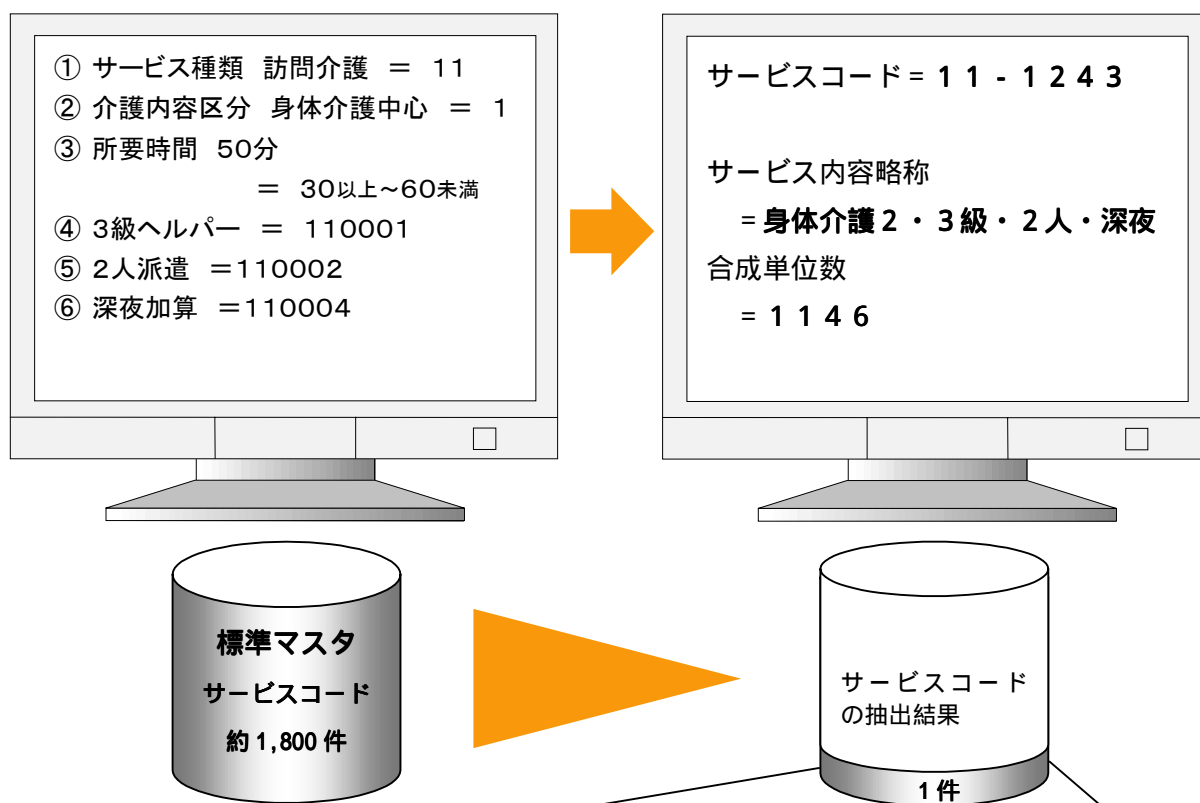 ① サービス種類 訪問介護 = 11
② 介護内容区分 身体介護中心 = 1
③ 所要時間 50分
= 30以上~60未満
④ 3級ヘルパー = 110001
⑤ 2人派遣 =110002
⑥ 深夜加算 =110004
サービスコード= 11-1243
サービス内容略称
=身体介護2・3級・2人・深夜
合成単位数
= 1146
標準マスタ
サービスコード
約1,800件
サービスコード
の抽出結果
1件